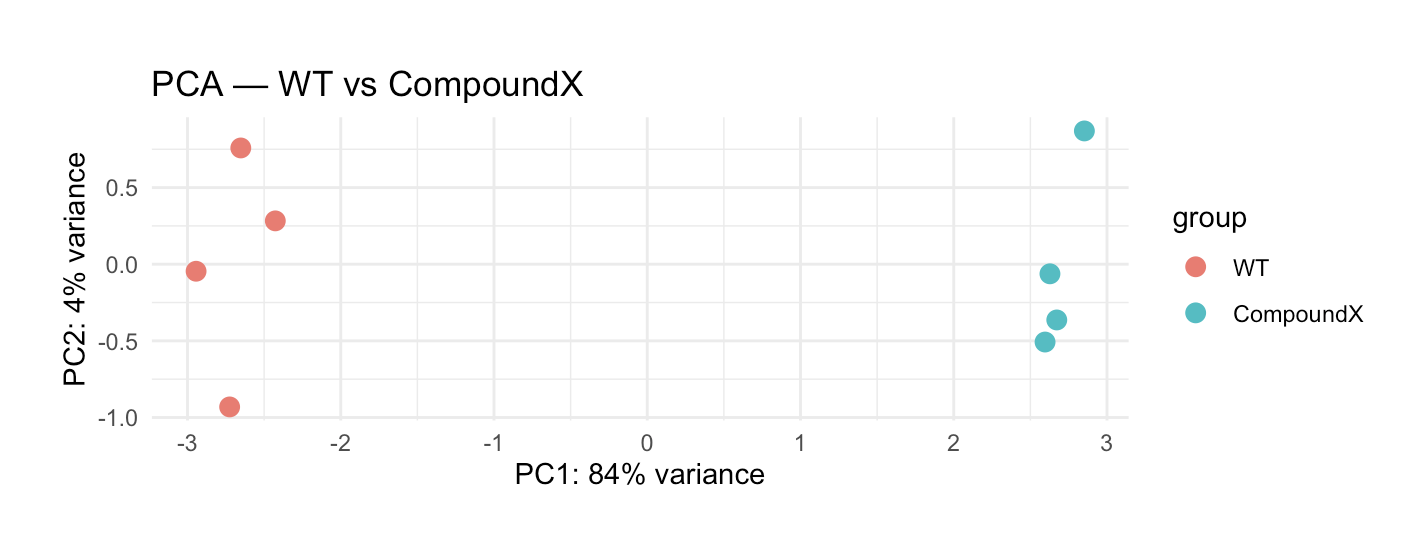 PCA — WT vs CompoundX
PC2: 4% variance
0.5
0.0
-0.5
-1.0
-3 -2 -1 0 1 2 3
PC1: 84% variance
group
WT
CompoundX